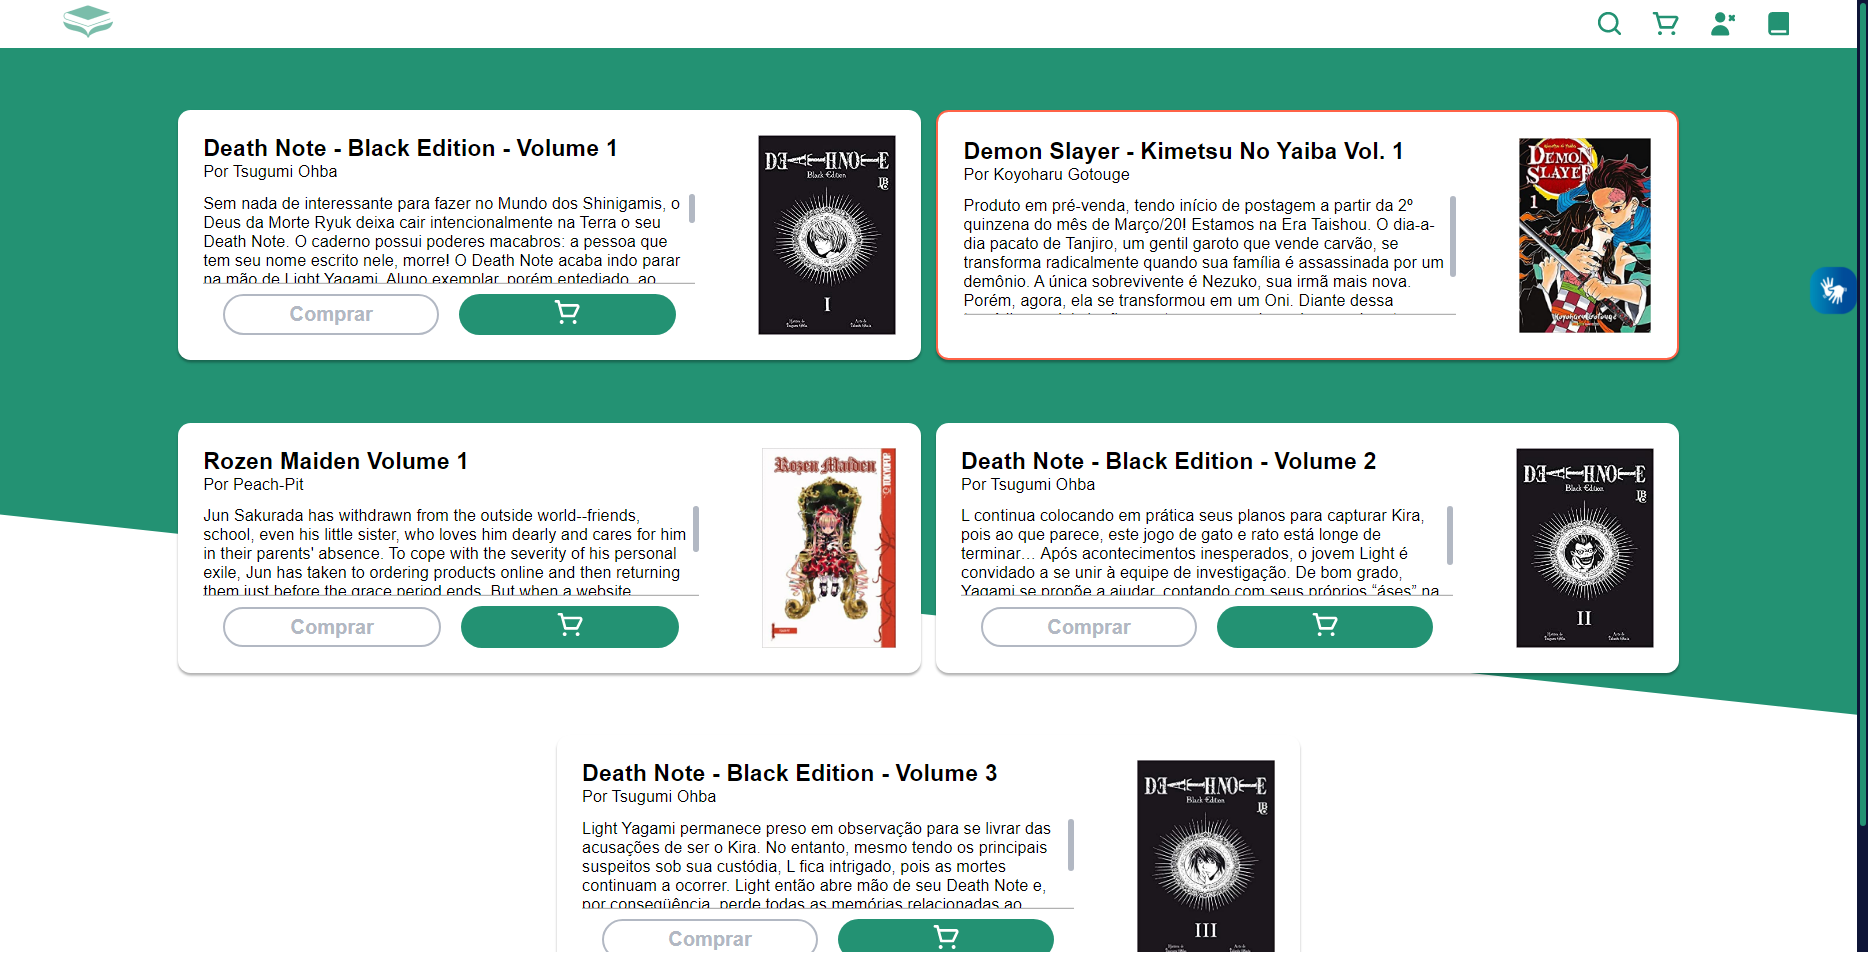 Death Note - Black Edition - Volume 1
Por Tsugumi Ohba
Sem nada de interessante para fazer no Mundo dos Shinigamis, o
Deus da Morte Ryuk deixa cair intencionalmente na Terra o seu
Death Note. O caderno possui poderes macabros: a pessoa que
tem seu nome escrito nele, morre! O Death Note acaba indo parar
na mão de Light Yagami. Aluno exemplar, porém entediado, ao
Comprar
DEATH NOTE
Black Edition
I
Demon Slayer - Kimetsu No Yaiba Vol. 1
Por Koyoharu Gotouge
Produto em pré-venda, tendo início de postagem a partir da 2º
quinzena do mês de Março/20! Estamos na Era Taishou. O dia-a-
dia pacato de Tanjiro, um gentil garoto que vende carvão, se
transforma radicalmente quando sua família é assassinada por um
demônio. A única sobrevivente é Nezuko, sua irmã mais nova.
Porém, agora, ela se transformou em um Oni. Diante dessa
DEMON
SLAYER
1
Koyoharu Gotouge
Rozen Maiden Volume 1
Por Peach-Pit
Jun Sakurada has withdrawn from the outside world--friends,
school, even his little sister, who loves him dearly and cares for him
in their parents' absence. To cope with the severity of his personal
exile, Jun has taken to ordering products online and then returning
them just before the grace period ends. But when a website
Comprar
Rozen Maiden
TOKYOPOP
Death Note - Black Edition - Volume 2
Por Tsugumi Ohba
L continua colocando em prática seus planos para capturar Kira,
pois ao que parece, este jogo de gato e rato está longe de
terminar… Após acontecimentos inesperados, o jovem Light é
convidado a se unir à equipe de investigação. De bom grado,
Yagami se propõe a ajudar, contando com seus próprios “áses” na
Comprar
DEATH NOTE
Black Edition
II
Death Note - Black Edition - Volume 3
Por Tsugumi Ohba
Light Yagami permanece preso em observação para se livrar das
acusações de ser o Kira. No entanto, mesmo tendo os principais
suspeitos sob sua custódia, L fica intrigado, pois as mortes
continuam a ocorrer. Light então abre mão de seu Death Note e,
por conseqüência, perde todas as memórias relacionadas ao
Comprar
DEATH NOTE
Black Edition
III